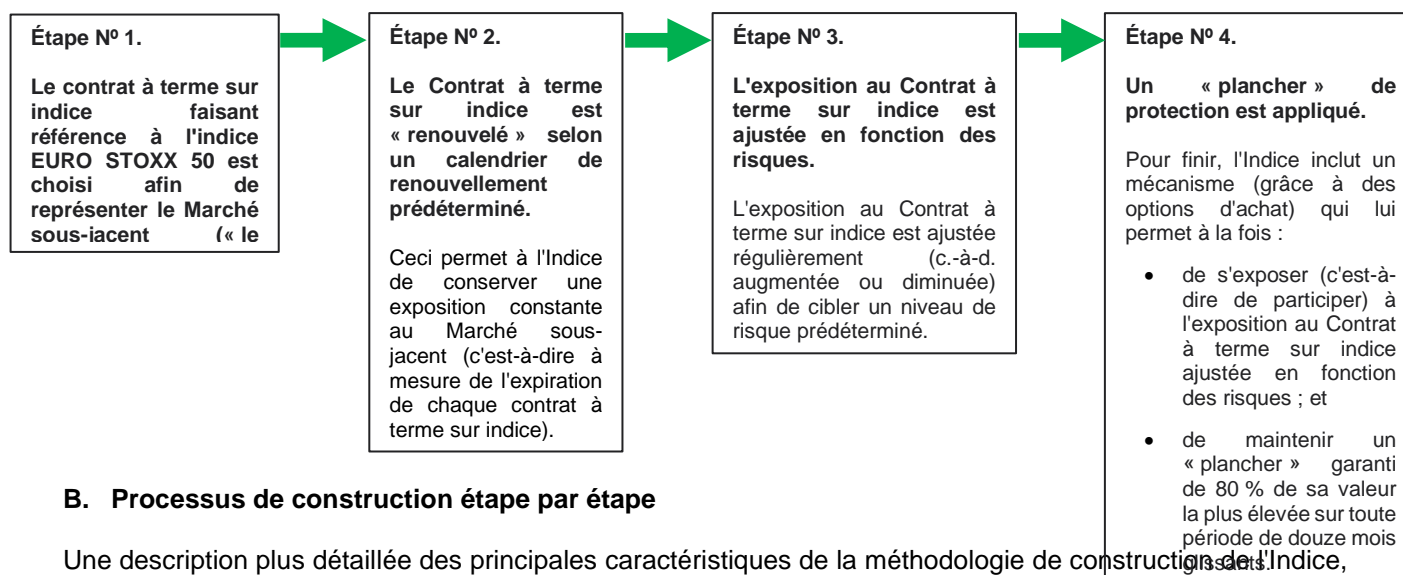 Étape Nº 1.
Le contrat à terme sur
indice faisant
référence à l'indice
EURO STOXX 50 est
choisi afin de
représenter le Marché
sous-jacent (« le
Étape Nº 2.
Le Contrat à terme
sur indice est
« renouvelé » selon
un calendrier de
renouvellement
prédéterminé.
Ceci permet à l'Indice
de conserver une
exposition constante
au Marché sous-
jacent (c'est-à-dire à
mesure de l'expiration
de chaque contrat à
terme sur indice).
Étape Nº 3.
L'exposition au Contrat à
terme sur indice est
ajustée en fonction des
risques.
L'exposition au Contrat à
terme sur indice est ajustée
régulièrement (c.-à-d.
augmentée ou diminuée)
afin de cibler un niveau de
risque prédéterminé.
Étape Nº 4.
Un « plancher » de
protection est appliqué.
Pour finir, l'Indice inclut un
mécanisme (grâce à des
options d'achat) qui lui
permet à la fois :
• de s'exposer (c'est-à-
dire de participer) à
l'exposition au Contrat
à terme sur indice
ajustée en fonction
des risques ; et
• de maintenir un
« plancher » garanti
de 80 % de sa valeur
la plus élevée sur toute
période de douze mois
glissants.
B. Processus de construction étape par étape
Une description plus détaillée des principales caractéristiques de la méthodologie de construction de l'Indice,